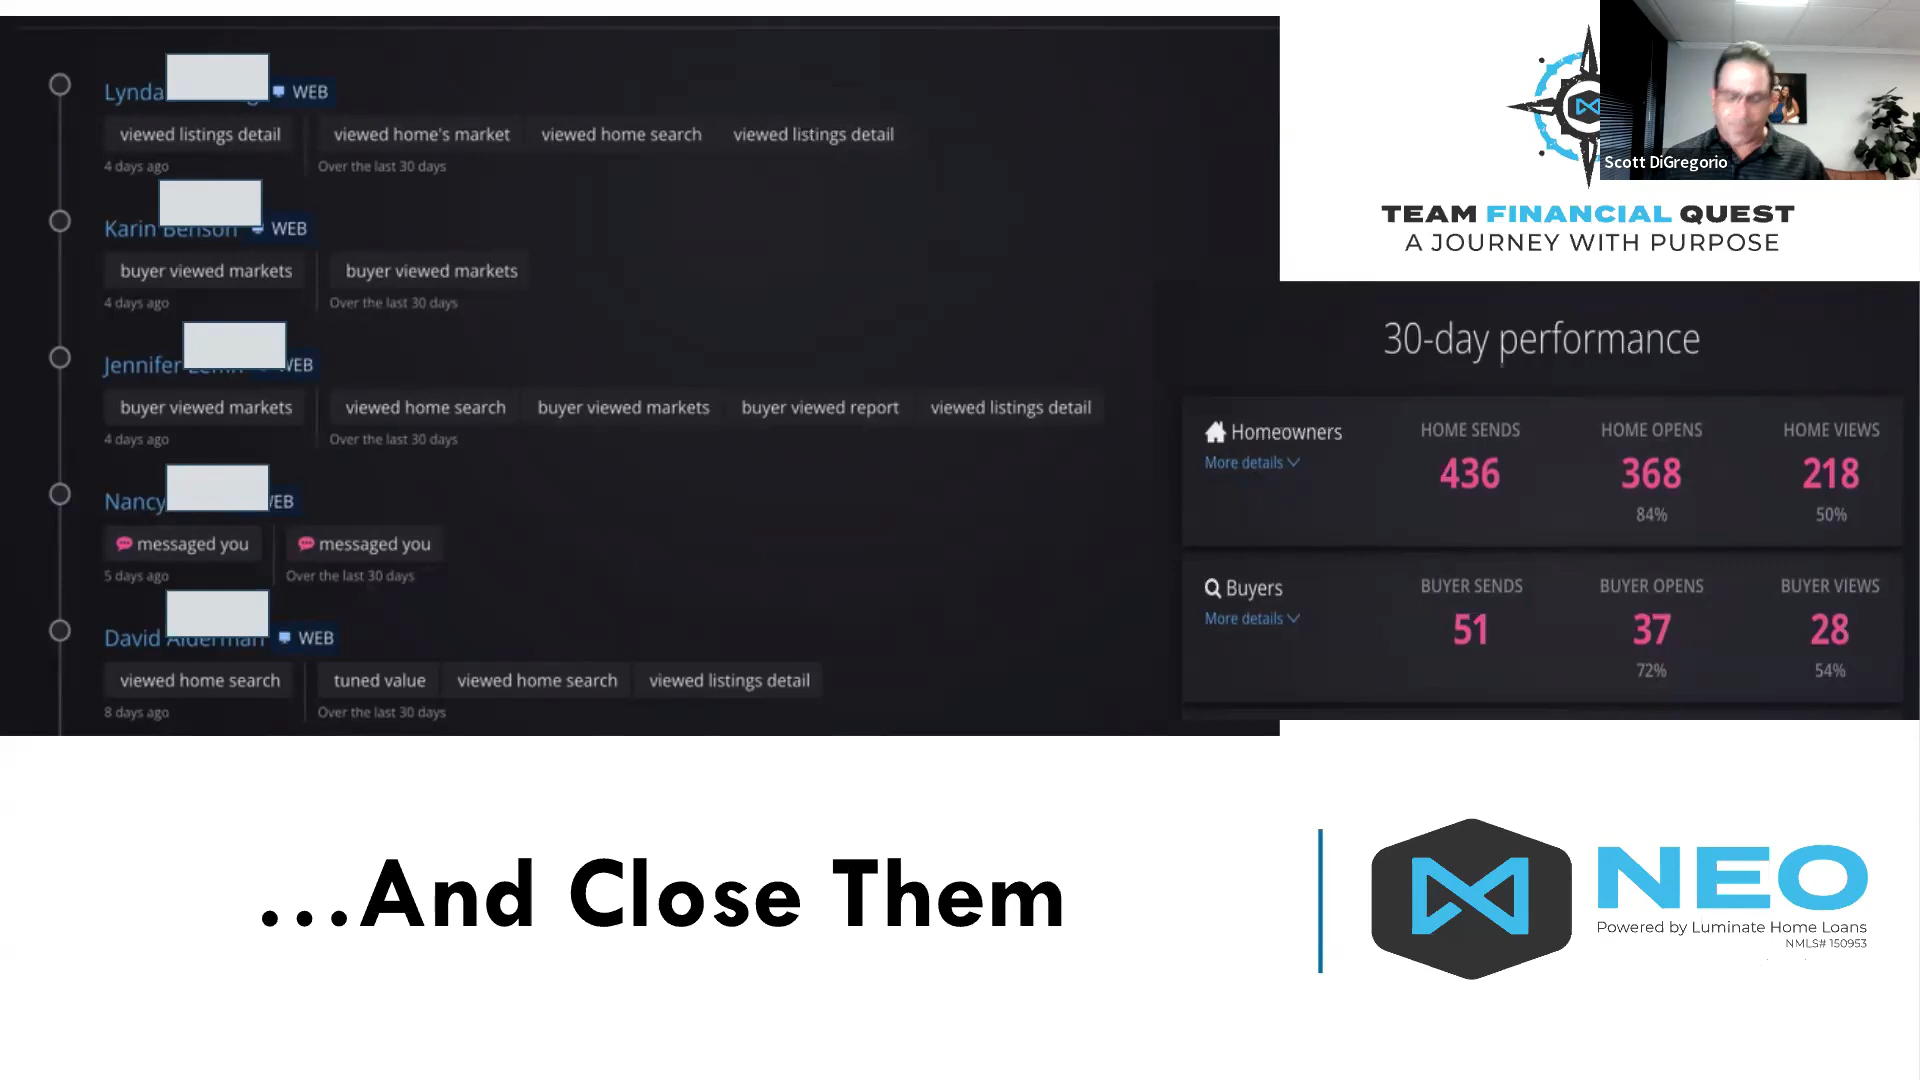 Lynda WEB
viewed listings detail viewed home's market viewed home search viewed listings detail
4 days ago Over the last 30 days
Karin WEB
buyer viewed markets buyer viewed markets
4 days ago Over the last 30 days
Jennifer WEB
buyer viewed markets viewed home search buyer viewed markets buyer viewed report viewed listings detail
4 days ago Over the last 30 days
Nancy
messaged you messaged you
5 days ago Over the last 30 days
David WEB
viewed home search tuned value viewed home search viewed listings detail
8 days ago Over the last 30 days
Scott DiGregorio
TEAM FINANCIAL QUEST
A JOURNEY WITH PURPOSE
30-day performance
Homeowners HOME SENDS HOME OPENS HOME VIEWS
More details 436 368 218
84% 50%
Buyers BUYER SENDS BUYER OPENS BUYER VIEWS
More details 51 37 28
72% 54%
...And Close Them
NEO
Powered by Luminate Home Loans
NMLS# 150953